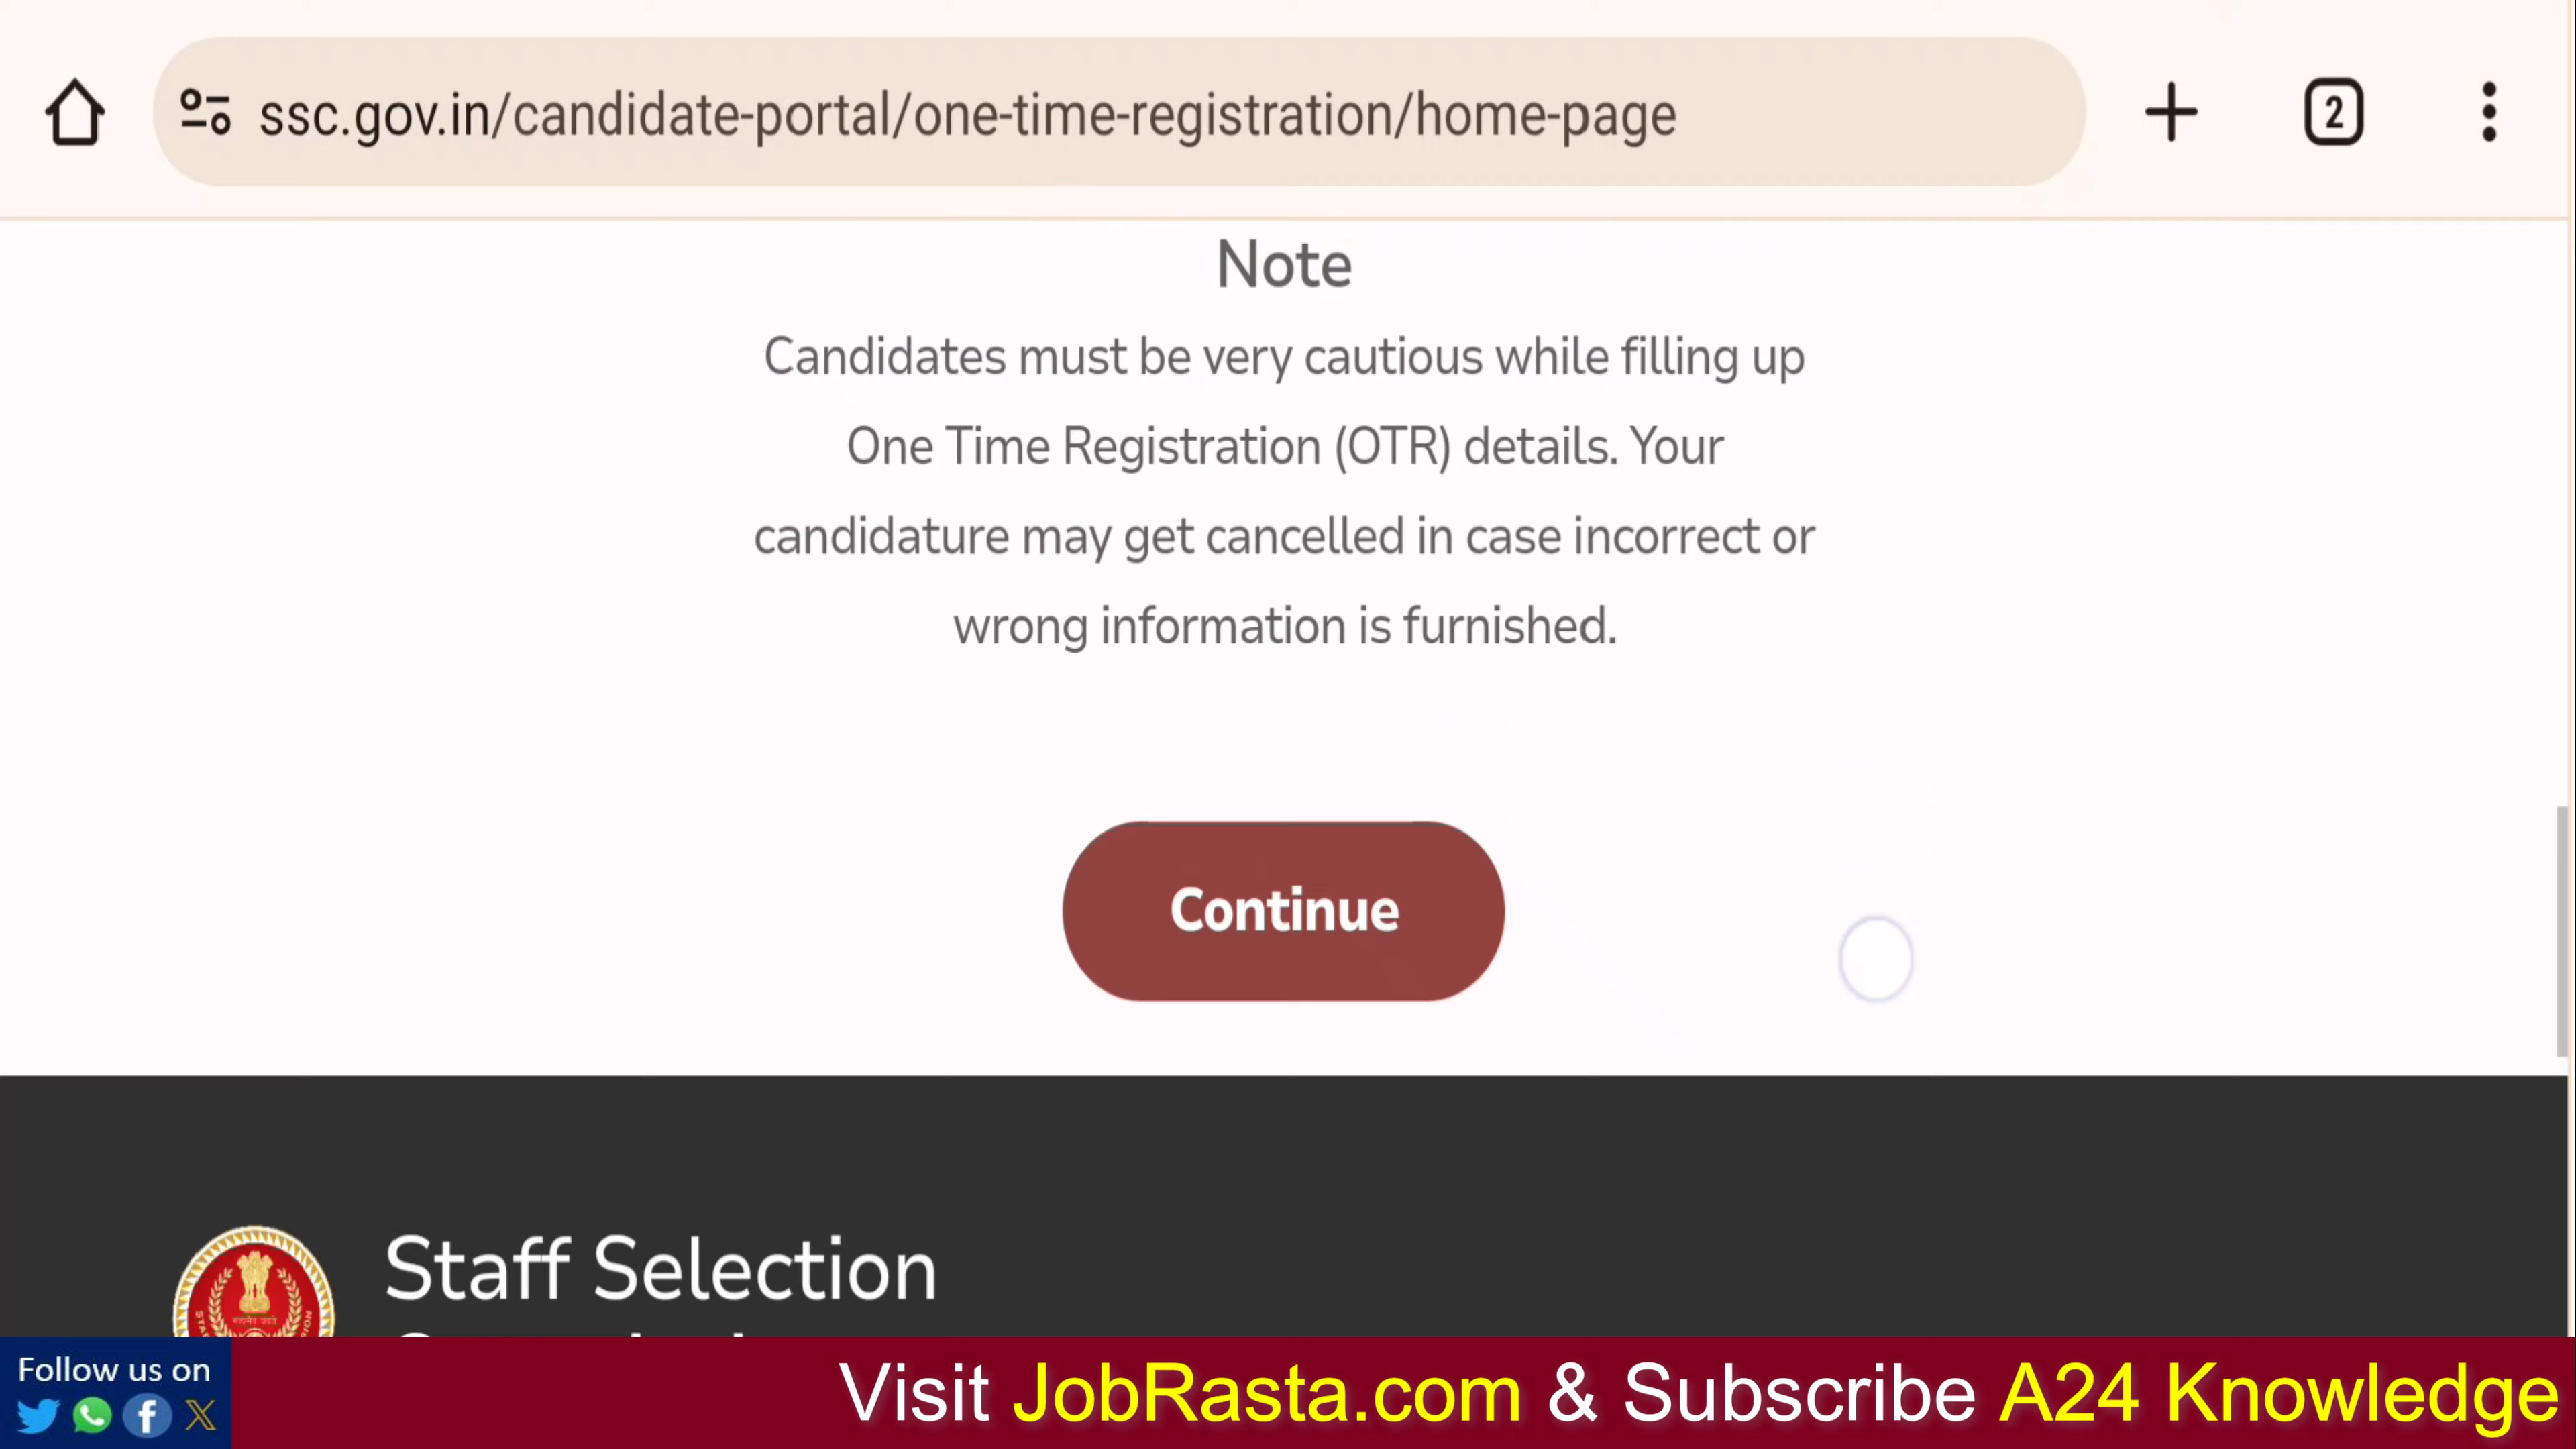 ssc.gov.in/candidate-portal/one-time-registration/home-page
2
Note
Candidates must be very cautious while filling up
One Time Registration (OTR) details. Your
candidature may get cancelled in case incorrect or
wrong information is furnished.
Continue
Staff Selection
Follow us on
Visit JobRasta.com & Subscribe A24 Knowledge